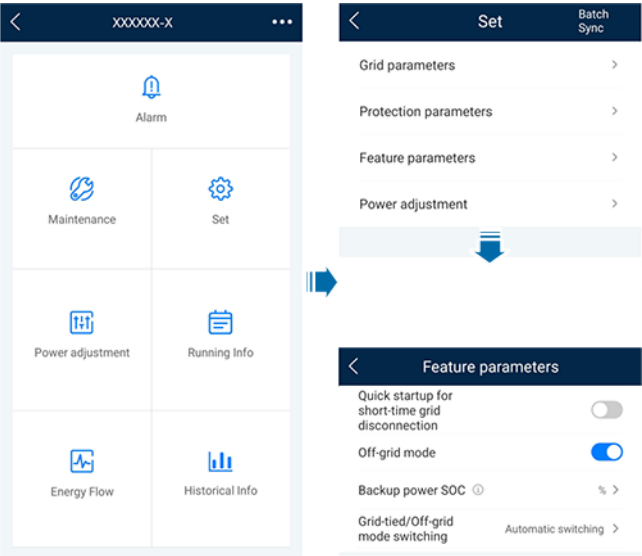 XXXXXX-X
Alarm
Maintenance
Set
Power adjustment
Running Info
Energy Flow
Historical Info
Set
Batch
Sync
Grid parameters
Protection parameters
Feature parameters
Power adjustment
Feature parameters
Quick startup for
short-time grid
disconnection
Off-grid mode
Backup power SOC
%
Grid-tied/Off-grid
mode switching
Automatic switching